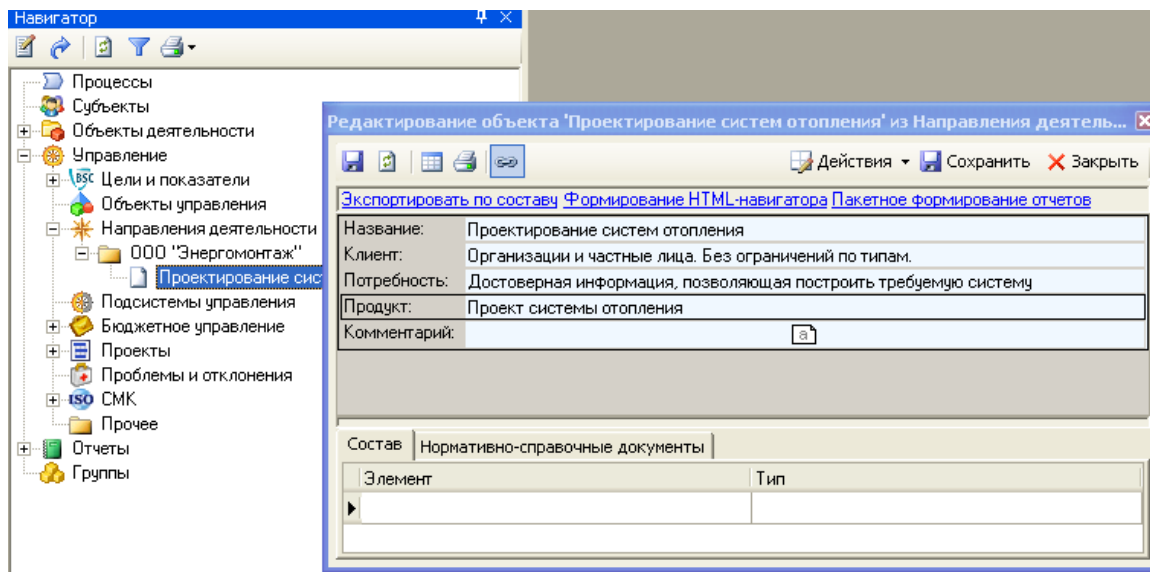 Навигатор
Процессы
Субъекты
Объекты деятельности
Управление
BSC Цели и показатели
Объекты управления
Направления деятельности
ООО "Энергомонтаж"
Проектирование сис
Подсистемы управления
Бюджетное управление
Проекты
Проблемы и отклонения
ISO СМК
Прочее
Отчеты
Группы
Редактирование объекта 'Проектирование систем отопления' из Направления деятель...
Действия Сохранить Закрыть
Экспортировать по составу Формирование HTML-навигатора Пакетное формирование отчетов
Название: Проектирование систем отопления
Клиент: Организации и частные лица. Без ограничений по типам.
Потребность: Достоверная информация, позволяющая построить требуемую систему
Продукт: Проект системы отопления
Комментарий: a
Состав Нормативно-справочные документы
Элемент Тип